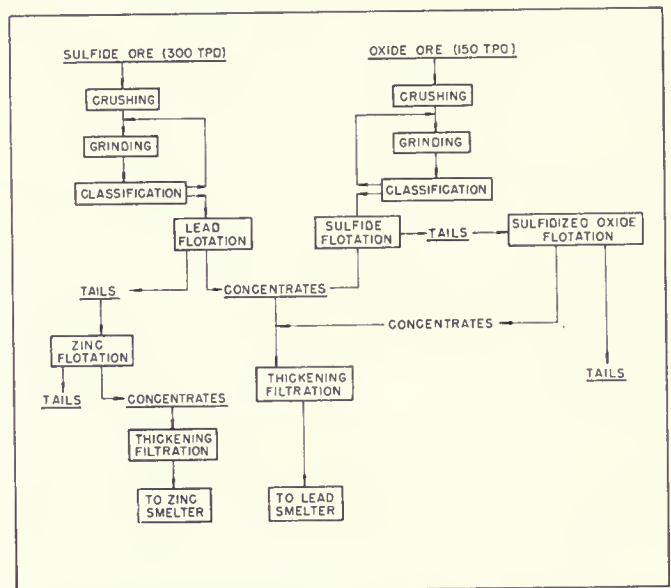 SULFIDE ORE (300 TPD)
OXIDE ORE (150 TPD)
CRUSHING
CRUSHING
GRINDING
GRINDING
CLASSIFICATION
CLASSIFICATION
LEAD
FLOTATION
SULFIDE
FLOTATION
TAILS
SULFIDIZED OXIDE
FLOTATION
TAILS
CONCENTRATES
CONCENTRATES
ZINC
FLOTATION
THICKENING
FILTRATION
TAILS
TAILS
CONCENTRATES
THICKENING
FILTRATION
TO ZINC
SMELTER
TO LEAD
SMELTER